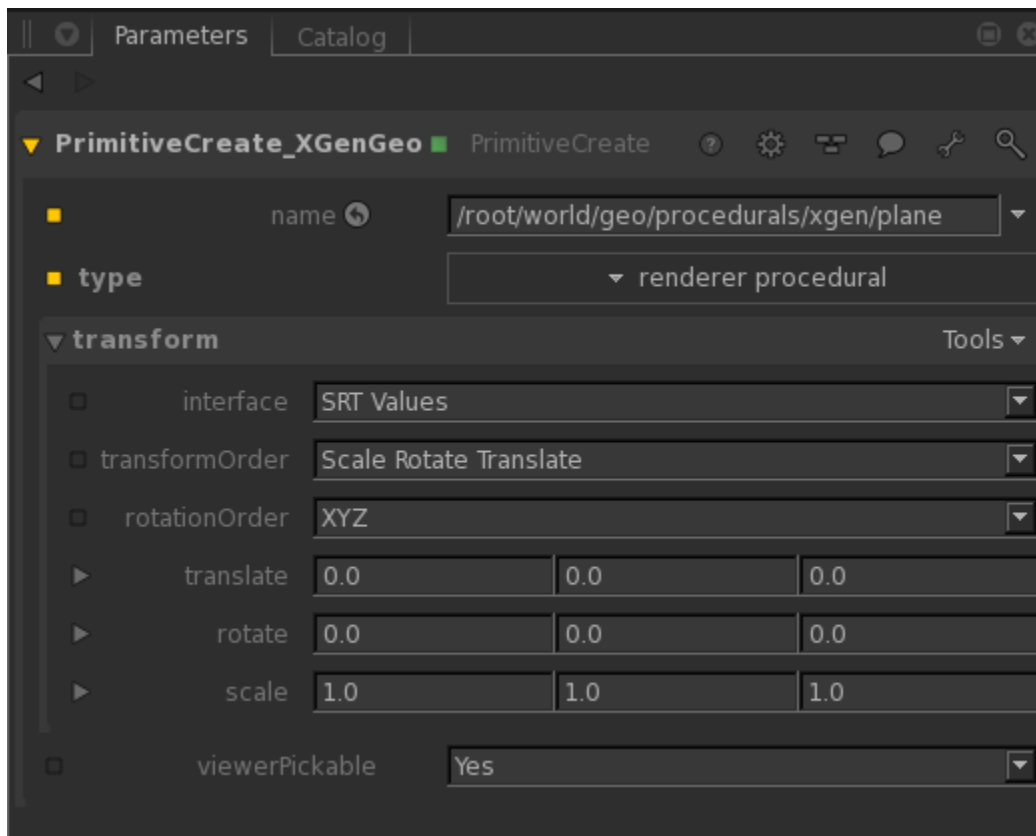 Parameters Catalog
PrimitiveCreate_XGenGeo PrimitiveCreate ?
name /root/world/geo/procedurals/xgen/plane
type renderer procedural
transform Tools
interface SRT Values
transformOrder Scale Rotate Translate
rotationOrder XYZ
translate 0.0 0.0 0.0
rotate 0.0 0.0 0.0
scale 1.0 1.0 1.0
viewerPickable Yes